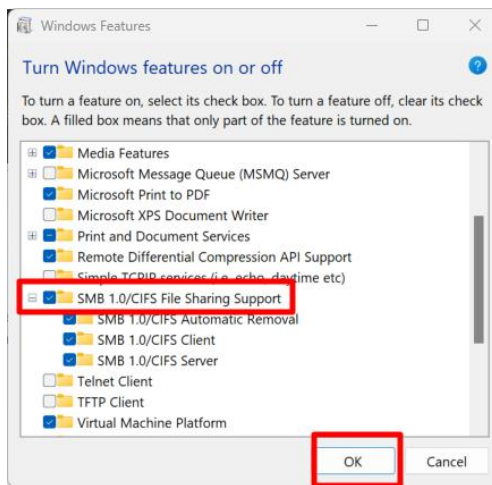 Windows Features
Turn Windows features on or off
To turn a feature on, select its check box. To turn a feature off, clear its check
box. A filled box means that only part of the feature is turned on.
Media Features
Microsoft Message Queue (MSMQ) Server
Microsoft Print to PDF
Microsoft XPS Document Writer
Print and Document Services
Remote Differential Compression API Support
Simple TCPIP services (i.e. echo, daytime etc)
SMB 1.0/CIFS File Sharing Support
SMB 1.0/CIFS Automatic Removal
SMB 1.0/CIFS Client
SMB 1.0/CIFS Server
Telnet Client
TFTP Client
Virtual Machine Platform
OK
Cancel